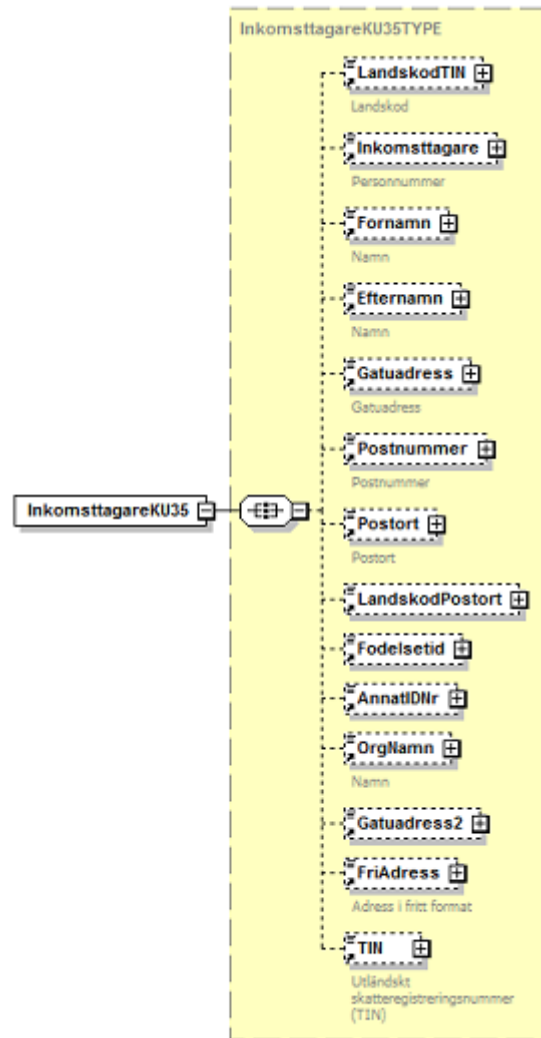 InkomsttagareKU35TYPE
LandskodTIN
Landskod
Inkomsttagare
Personnummer
Fornamn
Namn
Efternamn
Namn
Gatuadress
Gatuadress
Postnummer
Postnummer
InkomsttagareKU35
Postort
Postort
LandskodPostort
Fodelsetid
AnnatIDNr
OrgNamn
Namn
Gatuadress2
FriAdress
Adress i fritt format
TIN
Utländskt
skatteregistreringsnummer
(TIN)